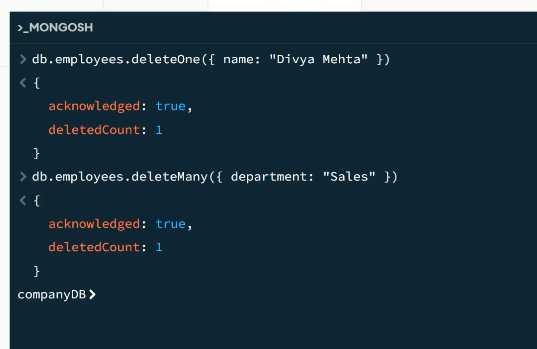 >_MONGOSH
> db.employees.deleteOne({ name: "Divya Mehta" })
< {
acknowledged: true,
deletedCount: 1
}
> db.employees.deleteMany({ department: "Sales" })
< {
acknowledged: true,
deletedCount: 1
}
companyDB>